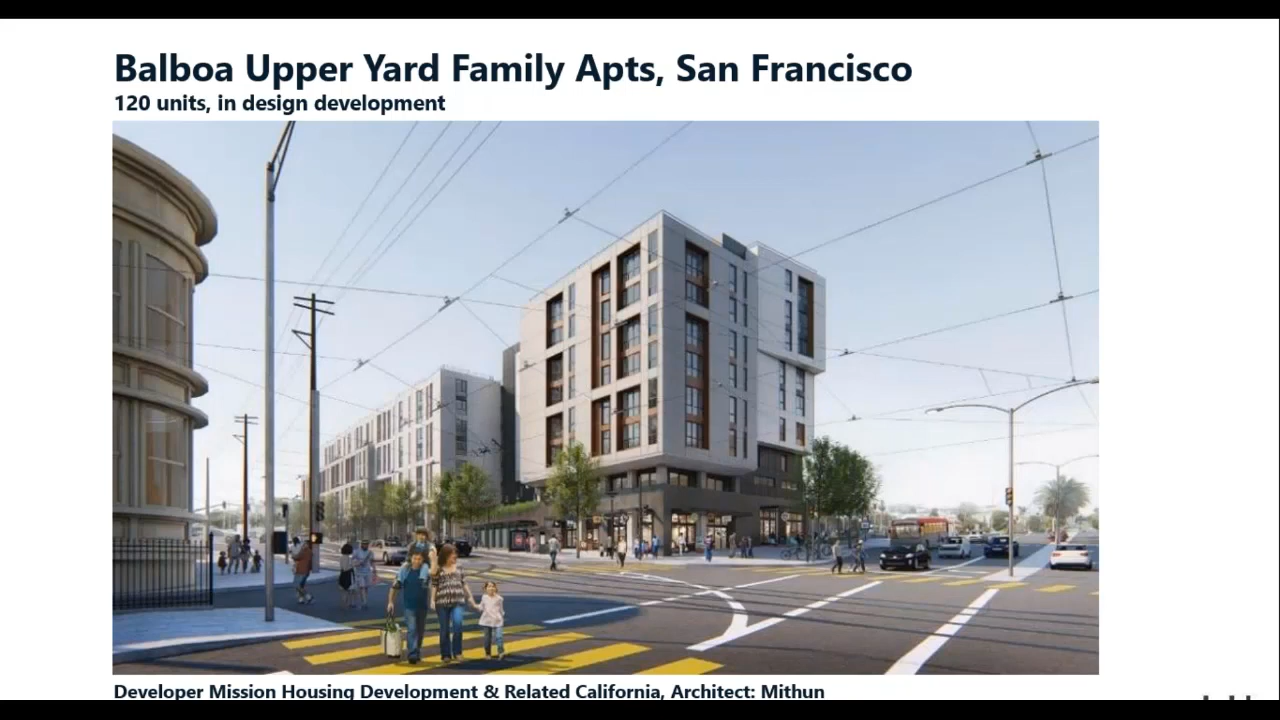 Balboa Upper Yard Family Apts, San Francisco
120 units, in design development
Developer Mission Housing Development & Related California, Architect: Mithun